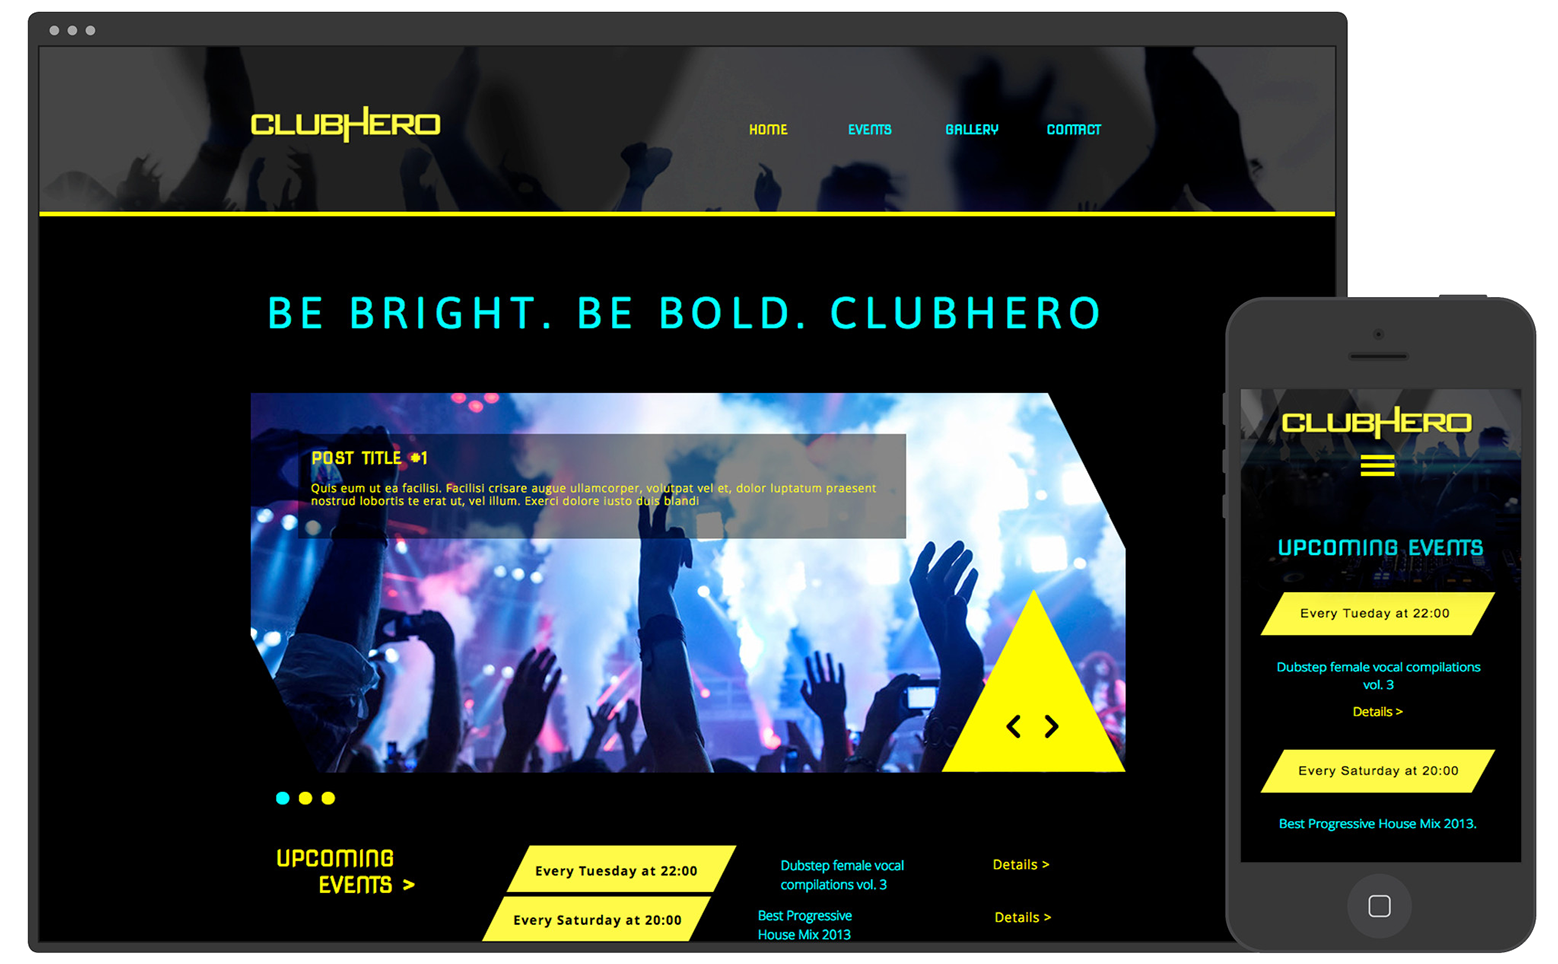 CLUBHERO
HOME EVENTS GALLERY CONTACT
BE BRIGHT. BE BOLD. CLUBHERO
POST TITLE #1
Quis eum ut ea facilisi. Facilisi crisare augue ullamcorper, volutpat vel et, dolor luptatum praesent
nostrud lobortis te erat ut, vel illum. Exerci dolore iusto duis blandi
UPCOMING
EVENTS >
Every Tuesday at 22:00
Dubstep female vocal
compilations vol. 3
Details >
Every Saturday at 20:00
Best Progressive
House Mix 2013
Details >
CLUBHERO
UPCOMING EVENTS
Every Tueday at 22:00
Dubstep female vocal compilations
vol. 3
Details >
Every Saturday at 20:00
Best Progressive House Mix 2013.